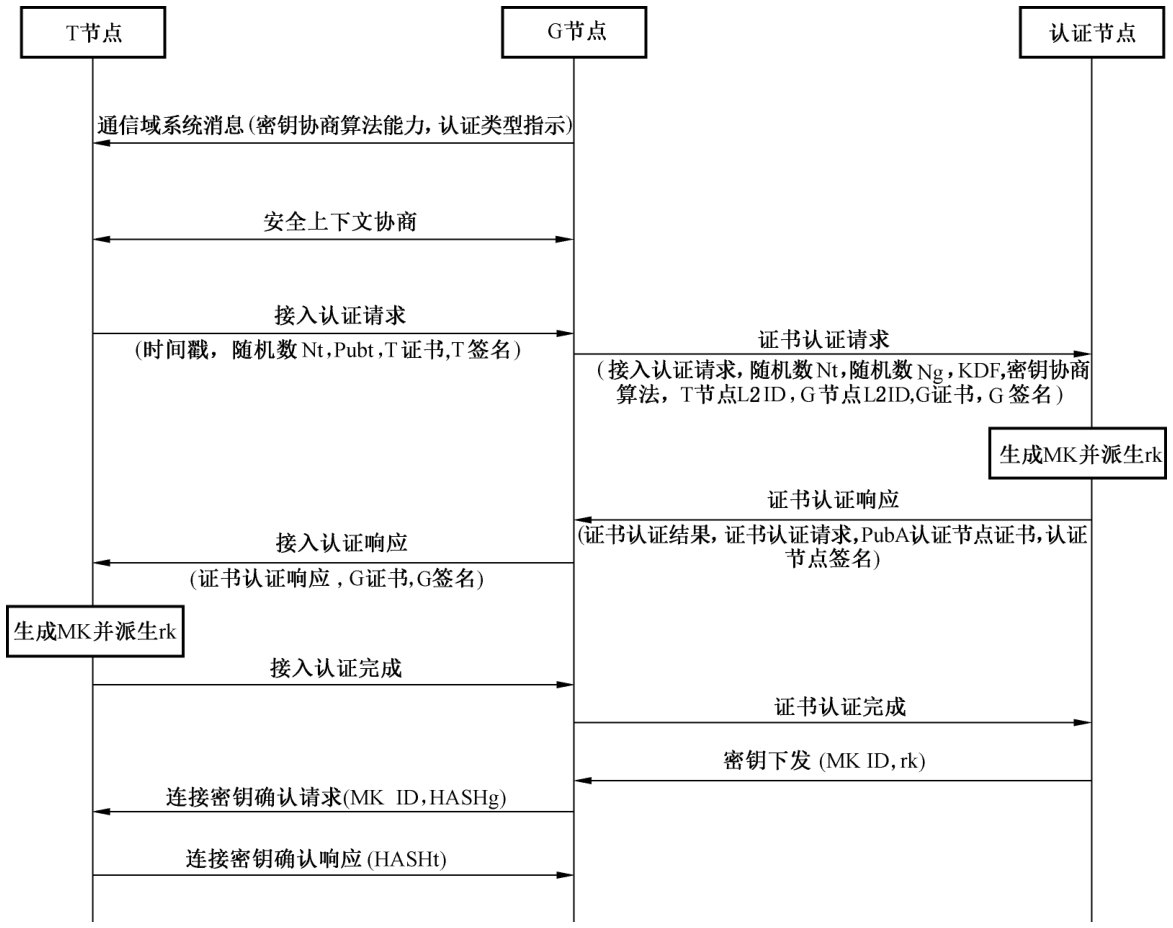 T节点
G节点
认证节点
通信域系统消息(密钥协商算法能力,认证类型指示)
安全上下文协商
接入认证请求
(时间戳，随机数Nt,Pubt,T证书,T签名)
证书认证请求
(接入认证请求,随机数Nt,随机数Ng,KDF,密钥协商
算法，T节点L2ID,G节点L2ID,G证书,G签名)
生成MK并派生rk
证书认证响应
(证书认证结果，证书认证请求,PubA认证节点证书,认证
节点签名)
接入认证响应
(证书认证响应,G证书,G签名)
生成MK并派生rk
接入认证完成
证书认证完成
密钥下发 (MK ID,rk)
连接密钥确认请求(MK ID,HASHg)
连接密钥确认响应(HASHt)